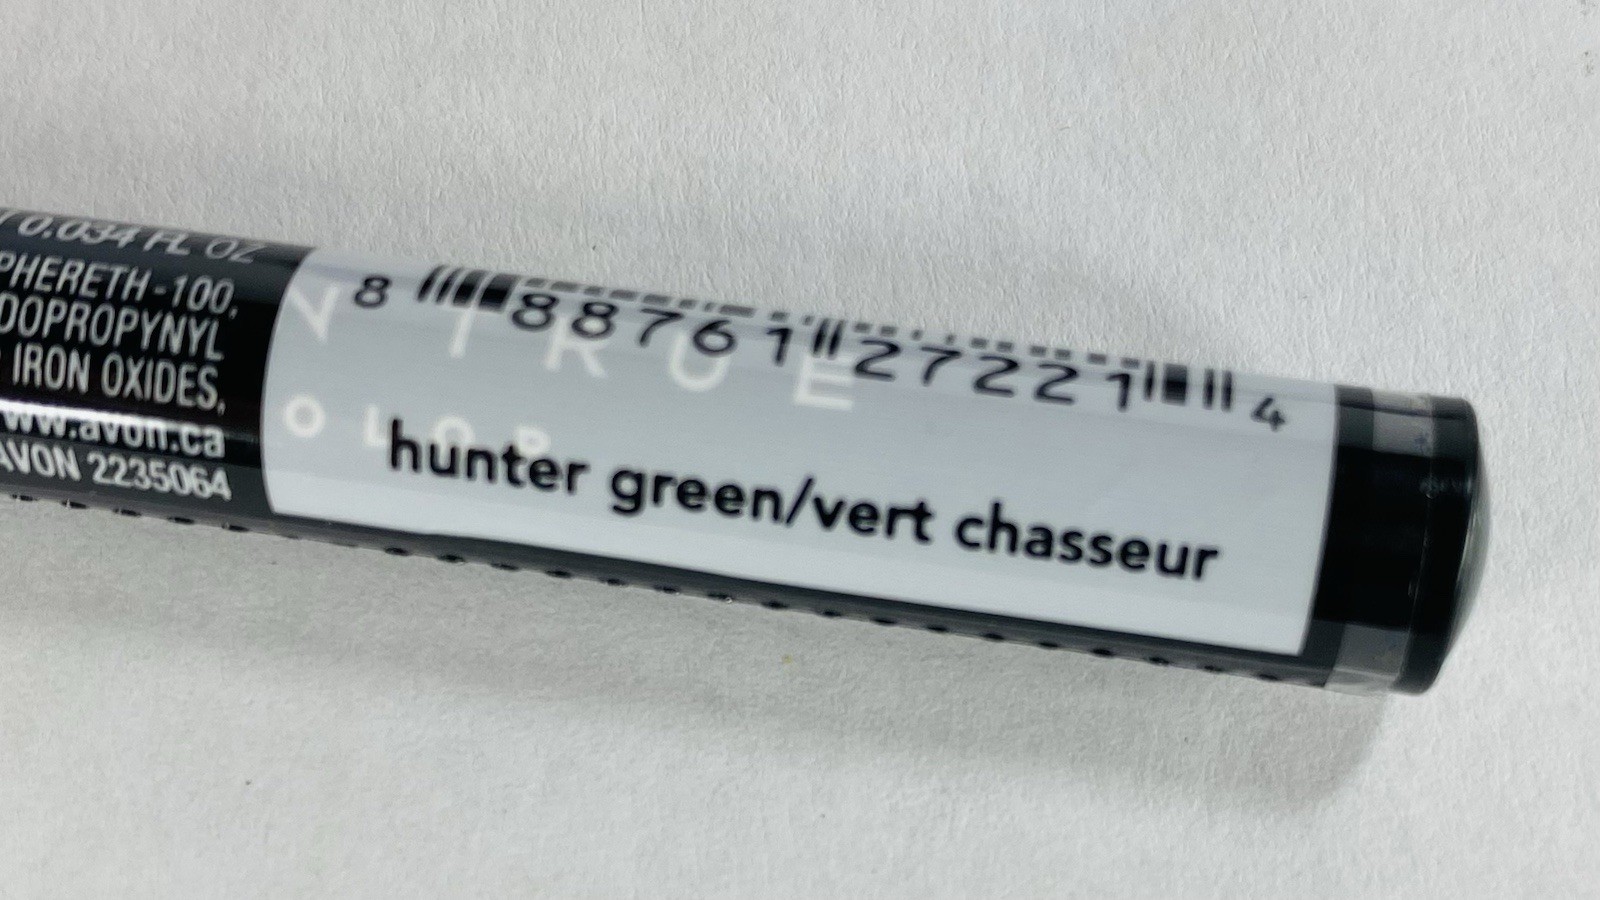 0.034 FL OZ
PHERETH-100,
DOPROPYNYL
IRON OXIDES,
www.avon.ca
AVON 2235064
8 88761 27221 4
TRUE
OLOR
hunter green/vert chasseur